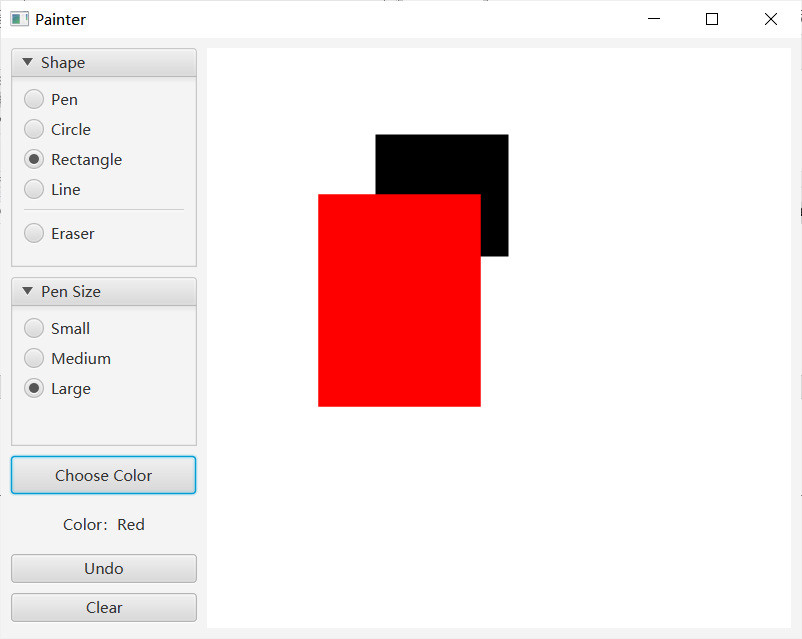 Painter
Shape
Pen
Circle
Rectangle
Line
Eraser
Pen Size
Small
Medium
Large
Choose Color
Color: Red
Undo
Clear